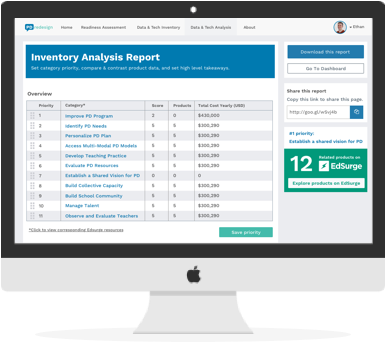 PD redesign Home Readiness Assessment Data & Tech Inventory Data & Tech Analysis About Ethan
Inventory Analysis Report
Set category priority, compare & contrast product data, and set high level takeaways.
Overview
Priority Category* Score Products Total Cost Yearly (USD)
1 Improve PD Program 2 0 $430,000
2 Identify PD Needs 5 5 $300,290
3 Personalize PD Plan 5 5 $300,290
4 Access Multi-Modal PD Models 5 5 $300,290
5 Develop Teaching Practice 5 5 $300,290
6 Evaluate PD Resources 5 5 $300,290
7 Establish a Shared Vision for PD 0 0 0
8 Build Collective Capacity 5 5 $300,290
9 Build School Community 5 5 $300,290
10 Manage Talent 5 5 $300,290
11 Observe and Evaluate Teachers 5 5 $300,290
*Click to view corresponding Edsurge resources
Save priority
Download this report
Go To Dashboard
Share this report
Copy this link to share this page:
#1 priority:
Establish a shared vision for PD
12 Related products on
EdSurge
Explore products on EdSurge